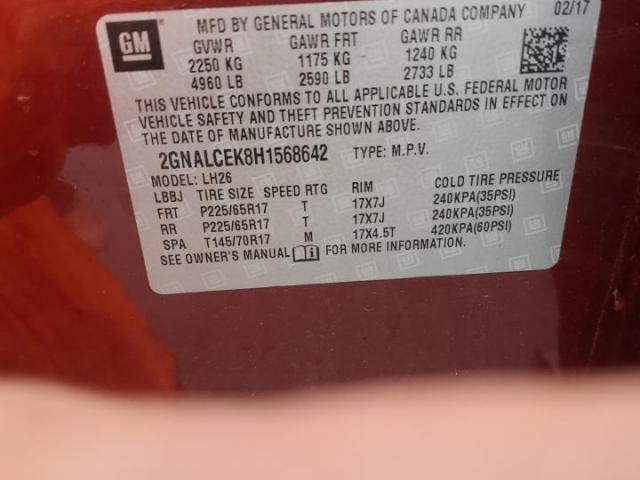 GM
MFD BY GENERAL MOTORS OF CANADA COMPANY 02/17
GVWR GAWR FRT GAWR RR
2250 KG 1175 KG 1240 KG
4960 LB 2590 LB 2733 LB
THIS VEHICLE CONFORMS TO ALL APPLICABLE U.S. FEDERAL MOTOR
VEHICLE SAFETY AND THEFT PREVENTION STANDARDS IN EFFECT ON
THE DATE OF MANUFACTURE SHOWN ABOVE.
2GNALCEK8H1568642 TYPE: M.P.V.
MODEL: LH26
LBBJ TIRE SIZE SPEED RTG RIM COLD TIRE PRESSURE
FRT P225/65R17 T 17X7J 240KPA(35PSI)
RR P225/65R17 T 17X7J 240KPA(35PSI)
SPA T145/70R17 M 17X4.5T 420KPA(60PSI)
SEE OWNER'S MANUAL